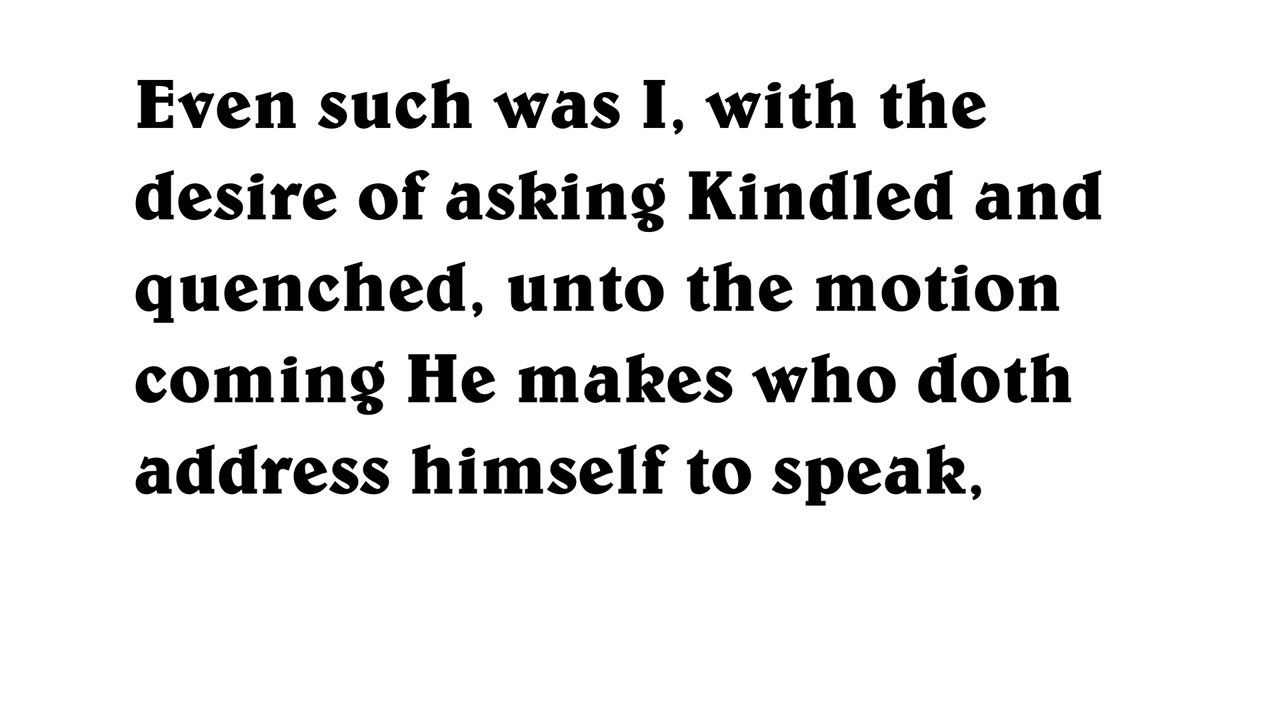 Even such was I, with the
desire of asking Kindled and
quenched, unto the motion
coming He makes who doth
address himself to speak,